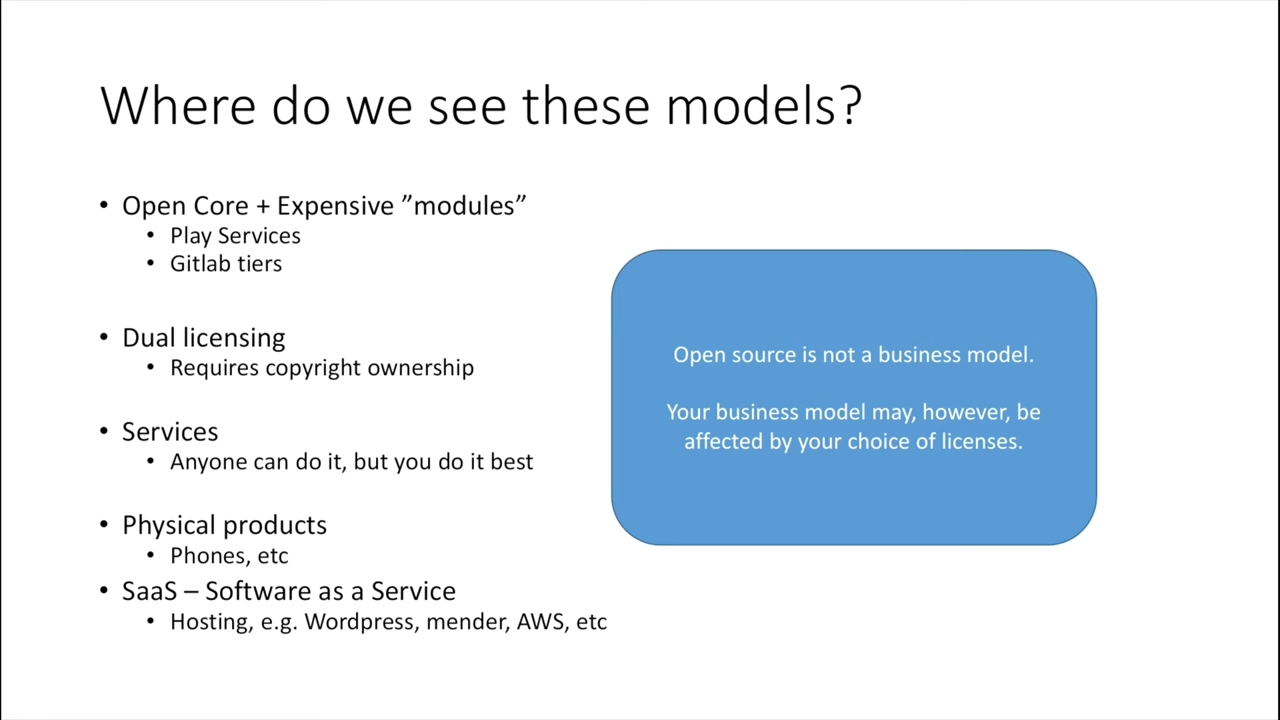 Where do we see these models?
• Open Core + Expensive ”modules”
• Play Services
• Gitlab tiers
• Dual licensing
• Requires copyright ownership
• Services
• Anyone can do it, but you do it best
• Physical products
• Phones, etc
• SaaS – Software as a Service
• Hosting, e.g. Wordpress, mender, AWS, etc
Open source is not a business model.
Your business model may, however, be
affected by your choice of licenses.